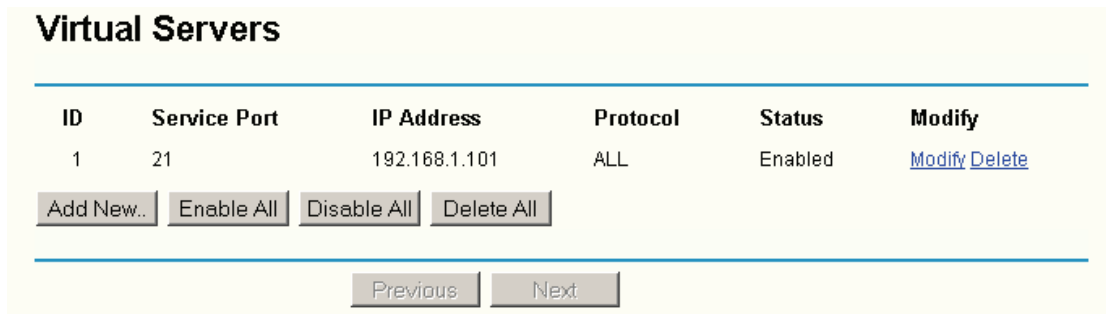 Virtual Servers
ID Service Port IP Address Protocol Status Modify
1 21 192.168.1.101 ALL Enabled Modify Delete
Add New.. Enable All Disable All Delete All
Previous Next